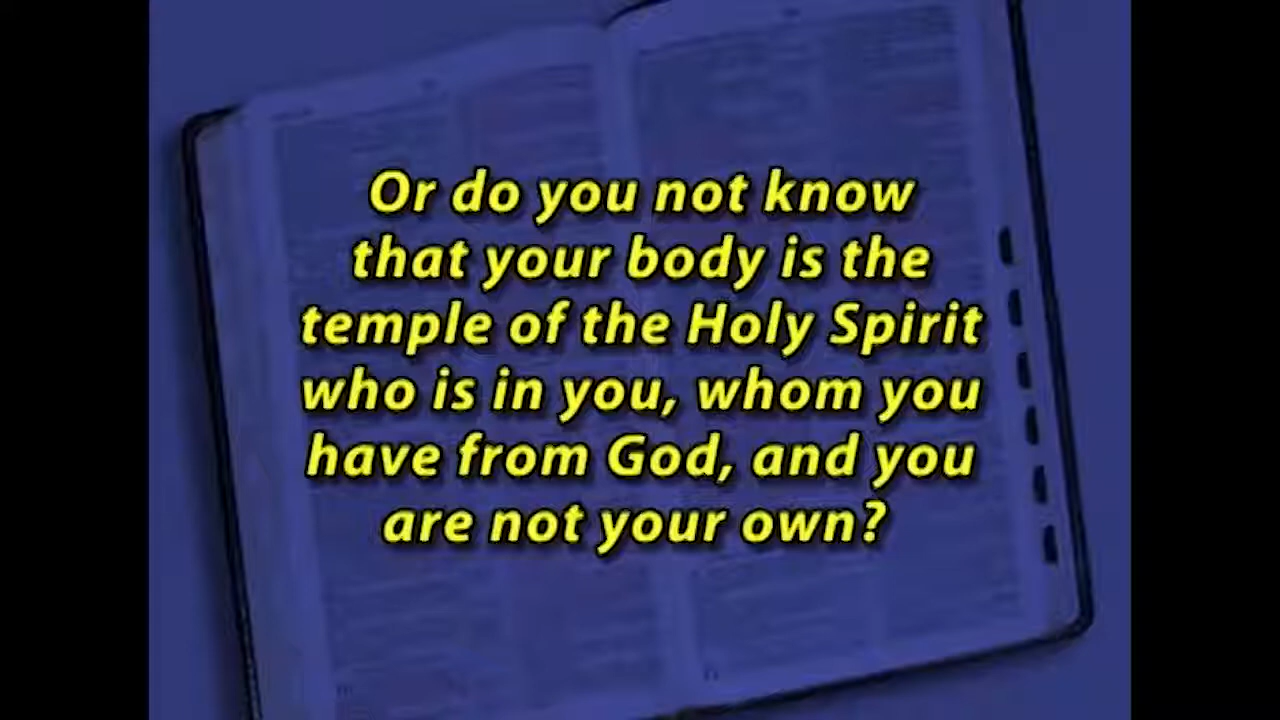 Or do you not know
that your body is the
temple of the Holy Spirit
who is in you, whom you
have from God, and you
are not your own?